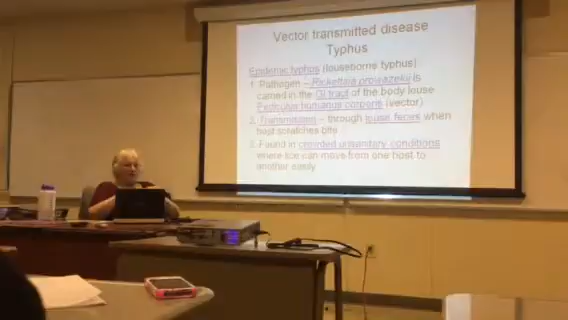 Vector transmitted disease
Typhus
Epidemic typhus (louseborne typhus)
1. Pathogen – Rickettsia prowazekii is
carried in the GI tract of the body louse
Pediculus humanus corporis (vector)
2. Transmission – through louse feces when
host scratches bite
3. Found in crowded unsanitary conditions
where lice can move from one host to
another easily